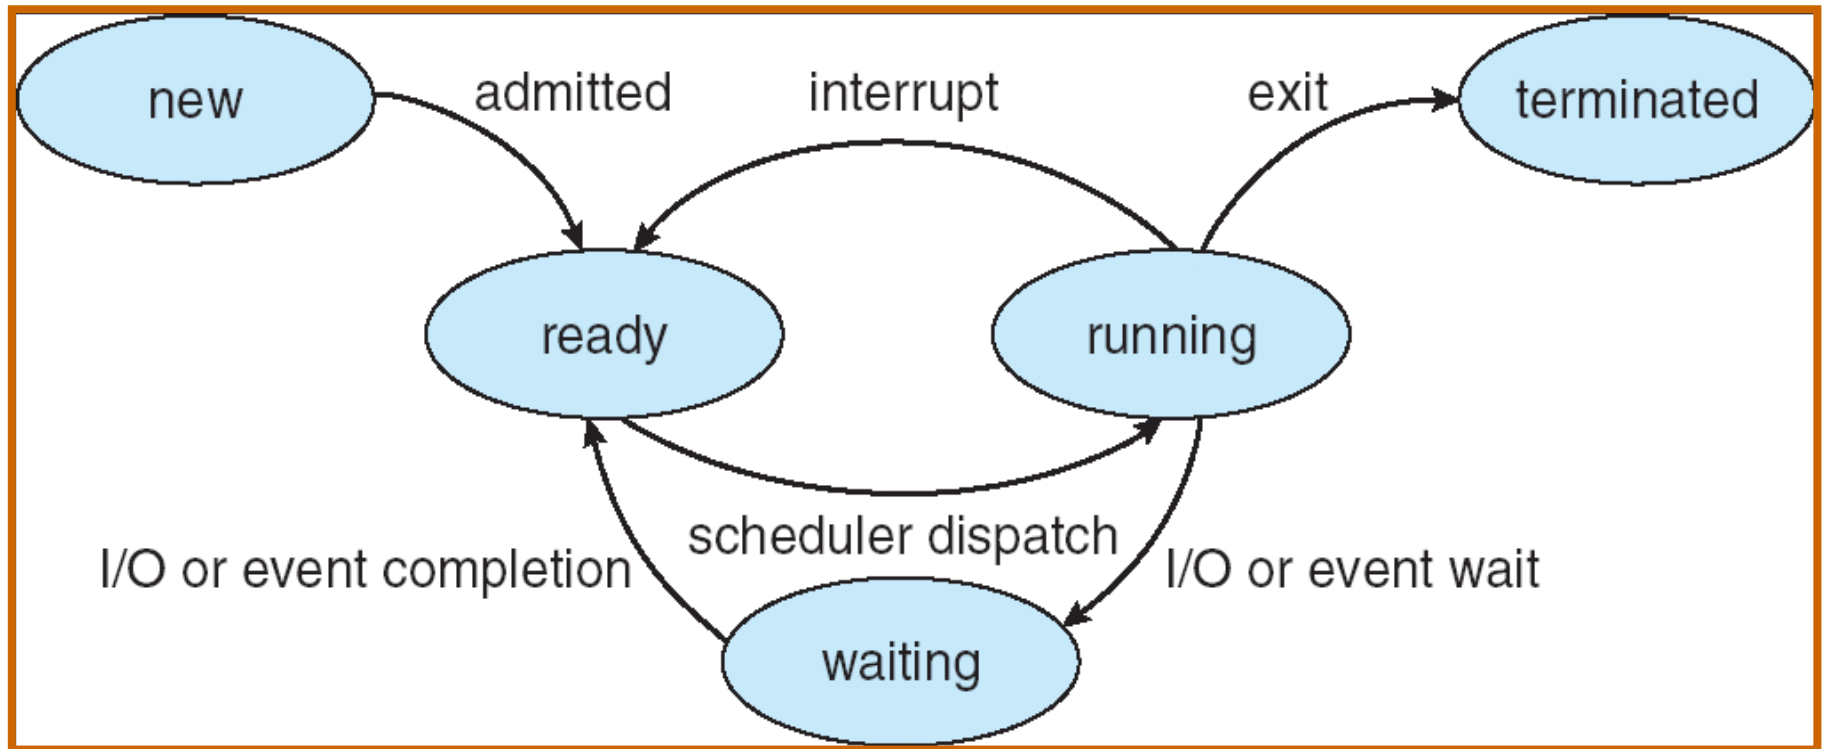 new
admitted
interrupt
exit
terminated
ready
running
scheduler dispatch
I/O or event completion
I/O or event wait
waiting